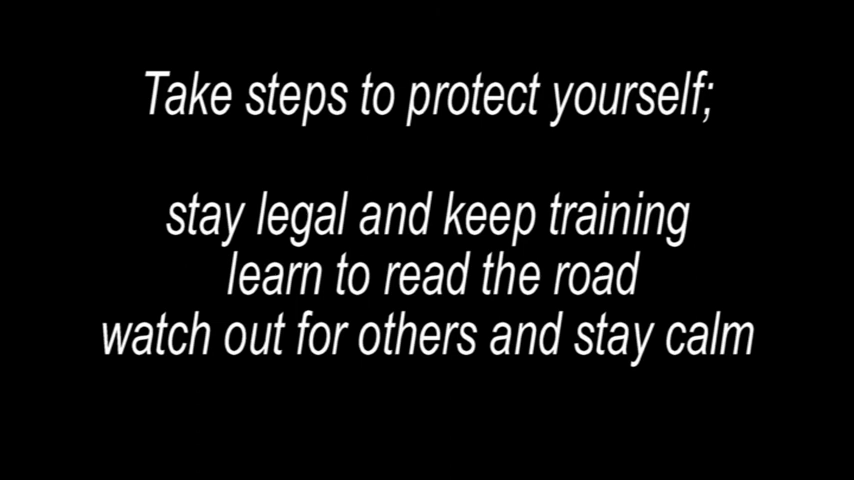 Take steps to protect yourself;
stay legal and keep training
learn to read the road
watch out for others and stay calm